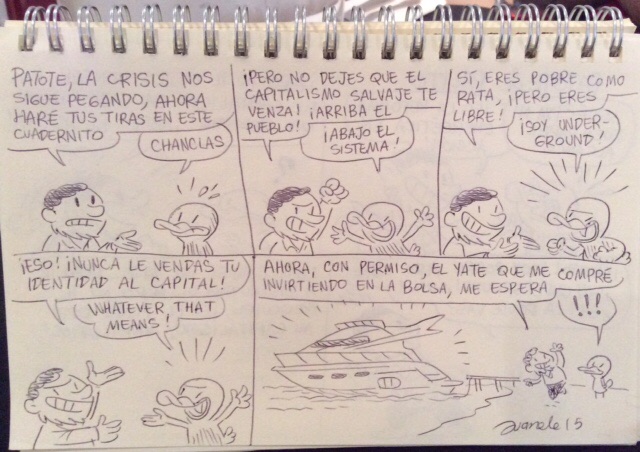 PATOTE, LA CRISIS NOS
SIGUE PEGANDO, AHORA
HARÉ TUS TIRAS EN ESTE
CUADERNITO
CHANCLAS
¡PERO NO DEJES QUE EL
CAPITALISMO SALVAJE TE
VENZA! ¡ARRIBA EL
PUEBLO!
¡ABAJO EL
SISTEMA!
SÍ, ERES POBRE COMO
RATA, ¡PERO ERES
LIBRE!
¡SOY UNDER-
GROUND!
¡ESO! ¡NUNCA LE VENDAS TU
IDENTIDAD AL CAPITAL!
WHATEVER THAT
MEANS!
AHORA, CON PERMISO, EL YATE QUE ME COMPRÉ
INVIRTIENDO EN LA BOLSA, ME ESPERA
!!!
Juanele 15